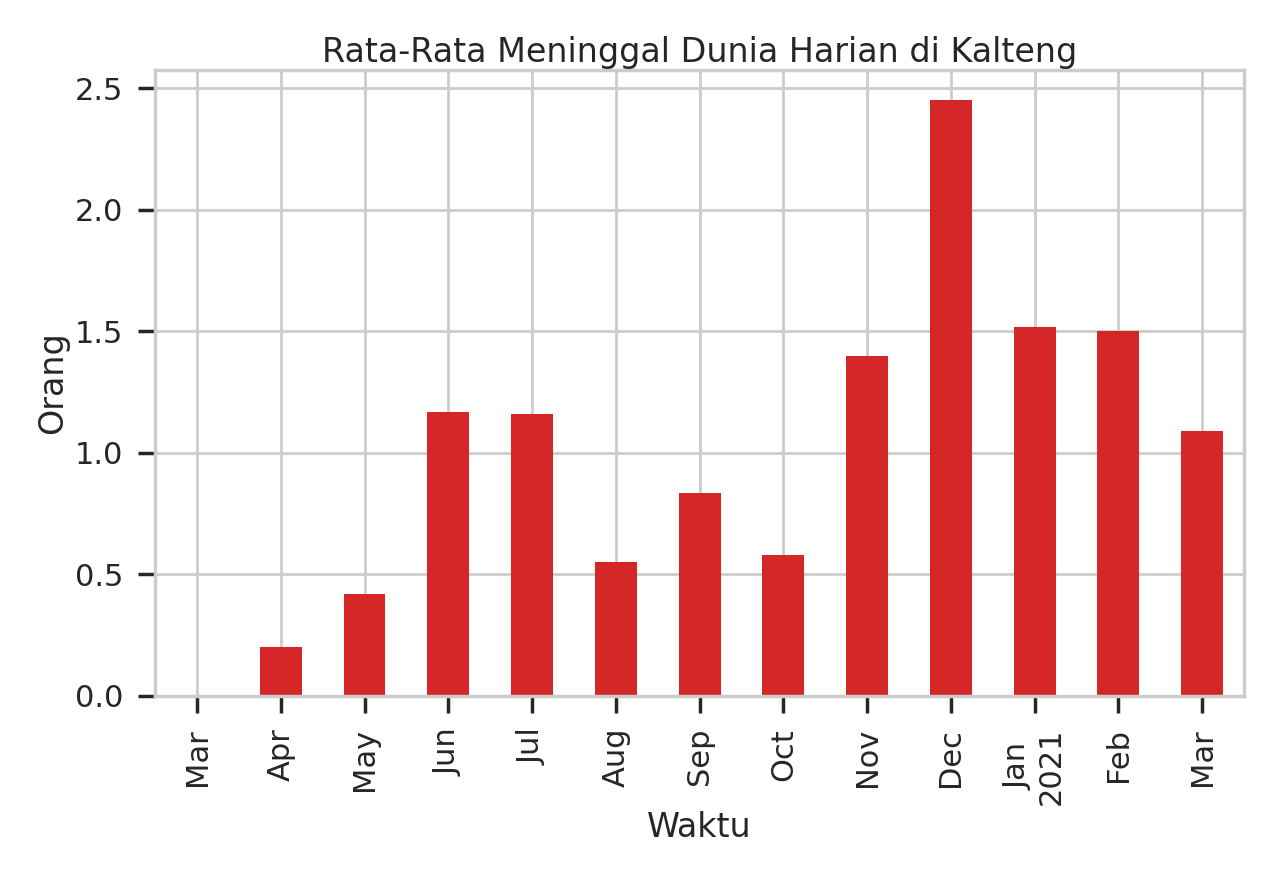 Rata-Rata Meninggal Dunia Harian di Kalteng
2.5
2.0
1.5
1.0
0.5
0.0
Orang
Mar
Apr
May
Jun
Jul
Aug
Sep
Oct
Nov
Dec
Jan
2021
Feb
Mar
Waktu